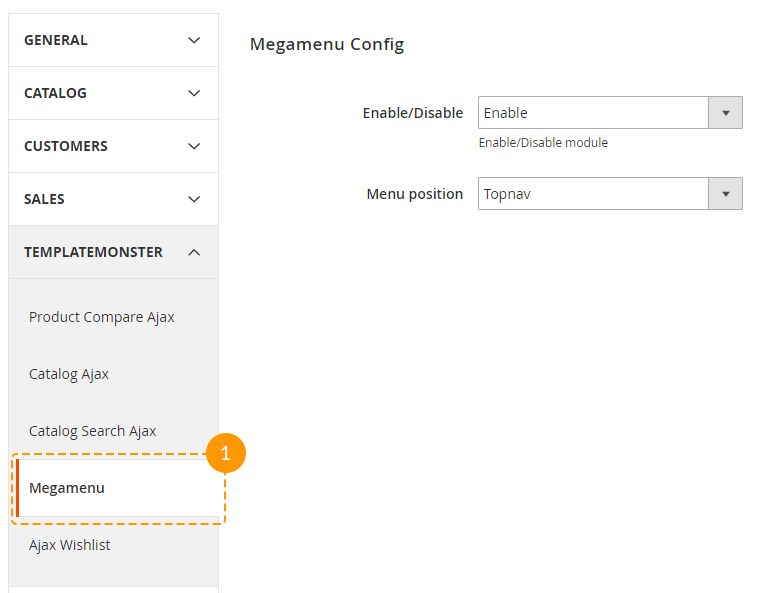 GENERAL
CATALOG
CUSTOMERS
SALES
TEMPLATEMONSTER
Product Compare Ajax
Catalog Ajax
Catalog Search Ajax
1
Megamenu
Ajax Wishlist
Megamenu Config
Enable/Disable Enable
Enable/Disable module
Menu position Topnav